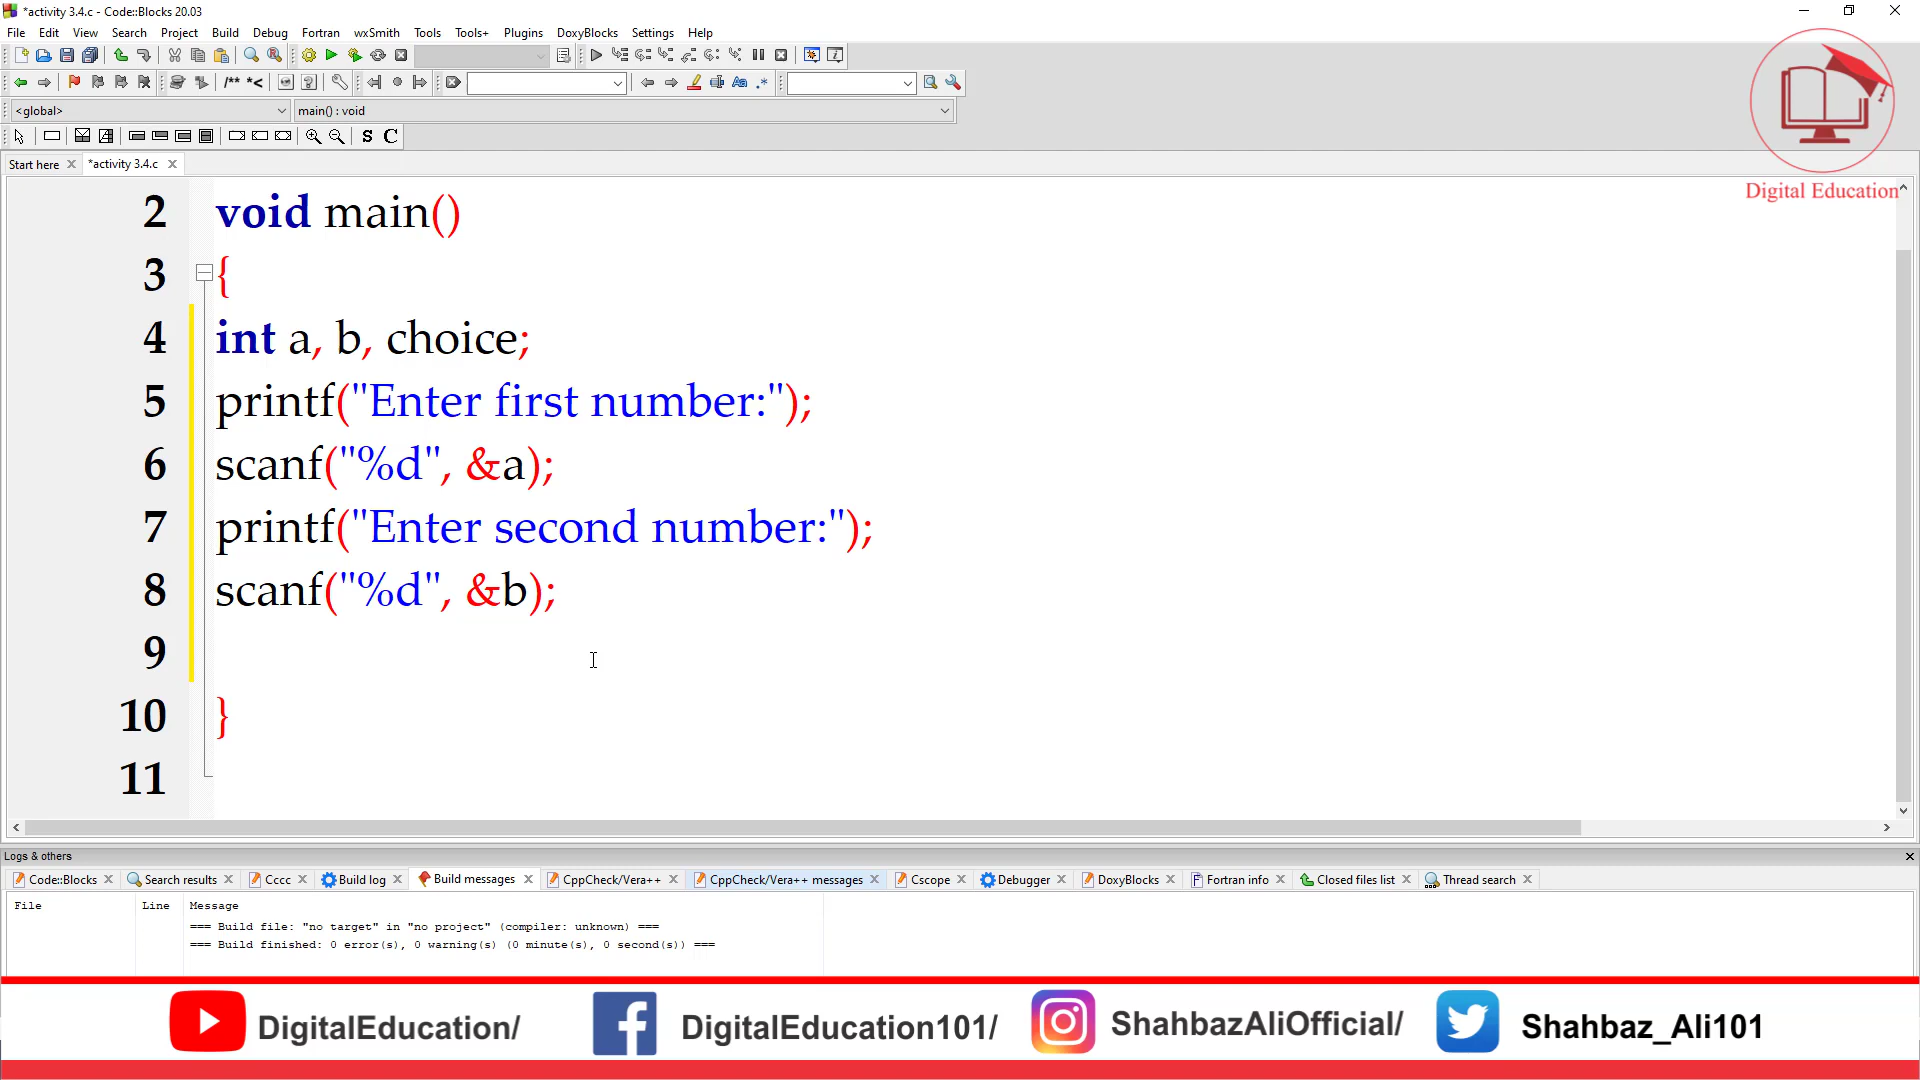 *activity 3.4.c - Code::Blocks 20.03
File Edit View Search Project Build Debug Fortran wxSmith Tools Tools+ Plugins DoxyBlocks Settings Help
/** *<
<global> main() : void
S C
Start here *activity 3.4.c
Digital Education
2 void main()
3 {
4 int a, b, choice;
5 printf("Enter first number:");
6 scanf("%d", &a);
7 printf("Enter second number:");
8 scanf("%d", &b);
9
10 }
11
Logs & others
Code::Blocks Search results Cccc Build log Build messages CppCheck/Vera++ CppCheck/Vera++ messages Cscope Debugger DoxyBlocks Fortran info Closed files list Thread search
File Line Message
=== Build file: "no target" in "no project" (compiler: unknown) ===
=== Build finished: 0 error(s), 0 warning(s) (0 minute(s), 0 second(s)) ===
DigitalEducation/ DigitalEducation101/ ShahbazAliOfficial/ Shahbaz_Ali101